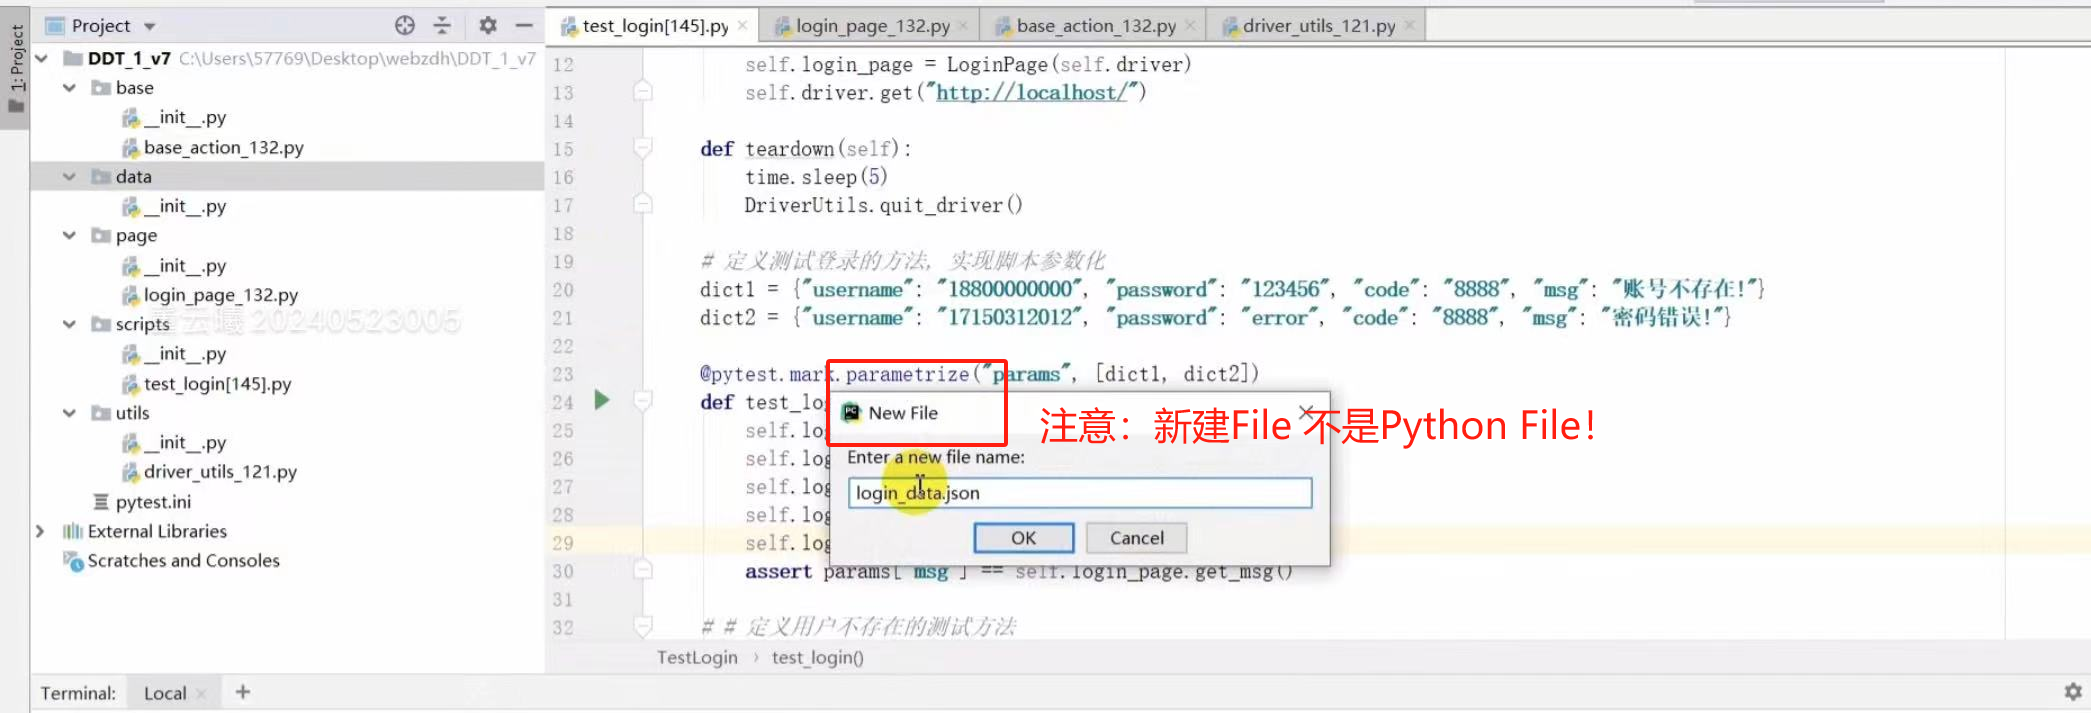 1: Project
Project
DDT_1_v7 C:\Users\57769\Desktop\webzdh\DDT_1_v7
base
__init__.py
base_action_132.py
data
__init__.py
page
__init__.py
login_page_132.py
scripts
云曦 20240523005
__init__.py
test_login[145].py
utils
__init__.py
driver_utils_121.py
pytest.ini
External Libraries
Scratches and Consoles
test_login[145].py
login_page_132.py
base_action_132.py
driver_utils_121.py
12 self.login_page = LoginPage(self.driver)
13 self.driver.get("http://localhost/")
14
15 def teardown(self):
16 time.sleep(5)
17 DriverUtils.quit_driver()
18
19 # 定义测试登录的方法, 实现脚本参数化
20 dict1 = {"username": "18800000000", "password": "123456", "code": "8888", "msg": "账号不存在!"}
21 dict2 = {"username": "17150312012", "password": "error", "code": "8888", "msg": "密码错误!"}
22
23 @pytest.mark.parametrize("params", [dict1, dict2])
24 def test_lo
25 self.lo
26 self.log
27 self.log
28 self.log
29 self.log
30 assert params[ msg ] == self.login_page.get_msg()
31
32 # # 定义用户不存在的测试方法
New File
注意：新建File 不是Python File！
Enter a new file name:
login_data.json
OK
Cancel
TestLogin › test_login()
Terminal: Local × +